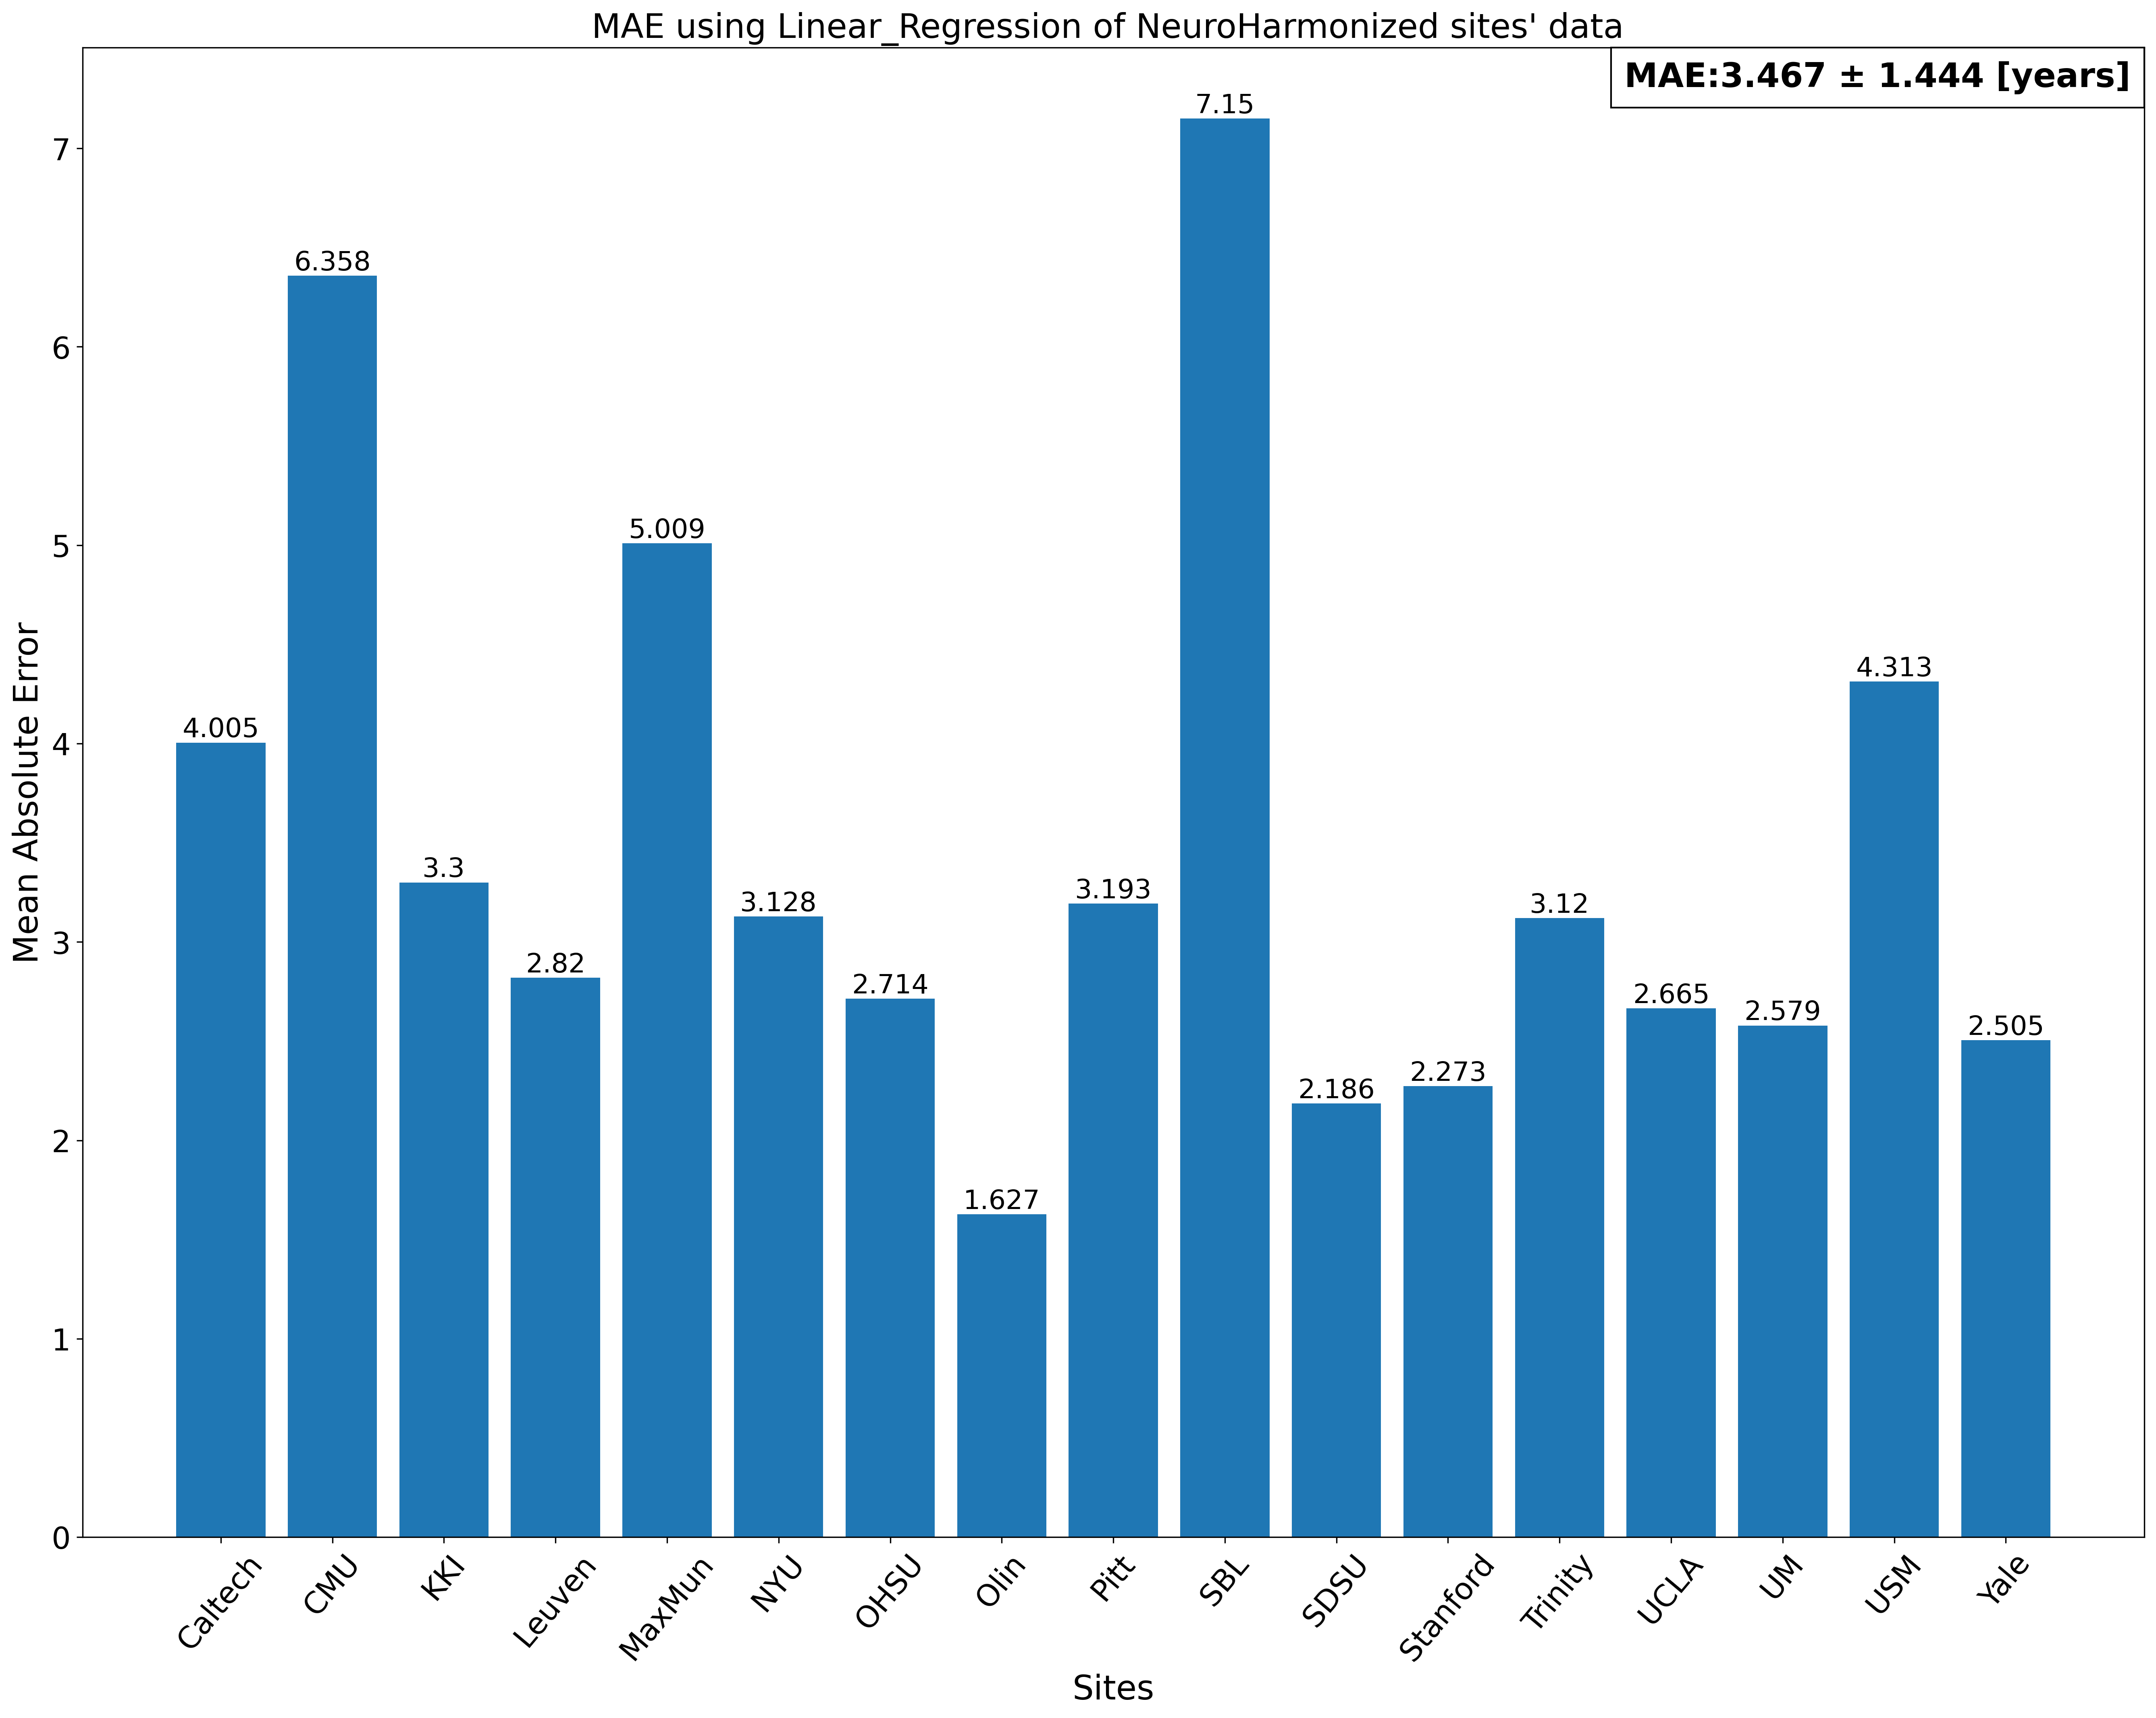 MAE using Linear_Regression of NeuroHarmonized sites' data
MAE:3.467 ± 1.444 [years]
Mean Absolute Error
7
6
5
4
3
2
1
0
4.005
6.358
3.3
2.82
5.009
3.128
2.714
1.627
3.193
7.15
2.186
2.273
3.12
2.665
2.579
4.313
2.505
Caltech
CMU
KKI
Leuven
MaxMun
NYU
OHSU
Olin
Pitt
SBL
SDSU
Stanford
Trinity
UCLA
UM
USM
Yale
Sites